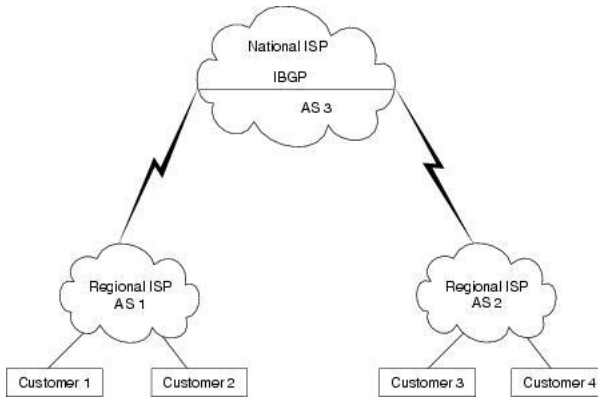 National ISP
IBGP
AS 3
Regional ISP
AS 1
Regional ISP
AS 2
Customer 1
Customer 2
Customer 3
Customer 4